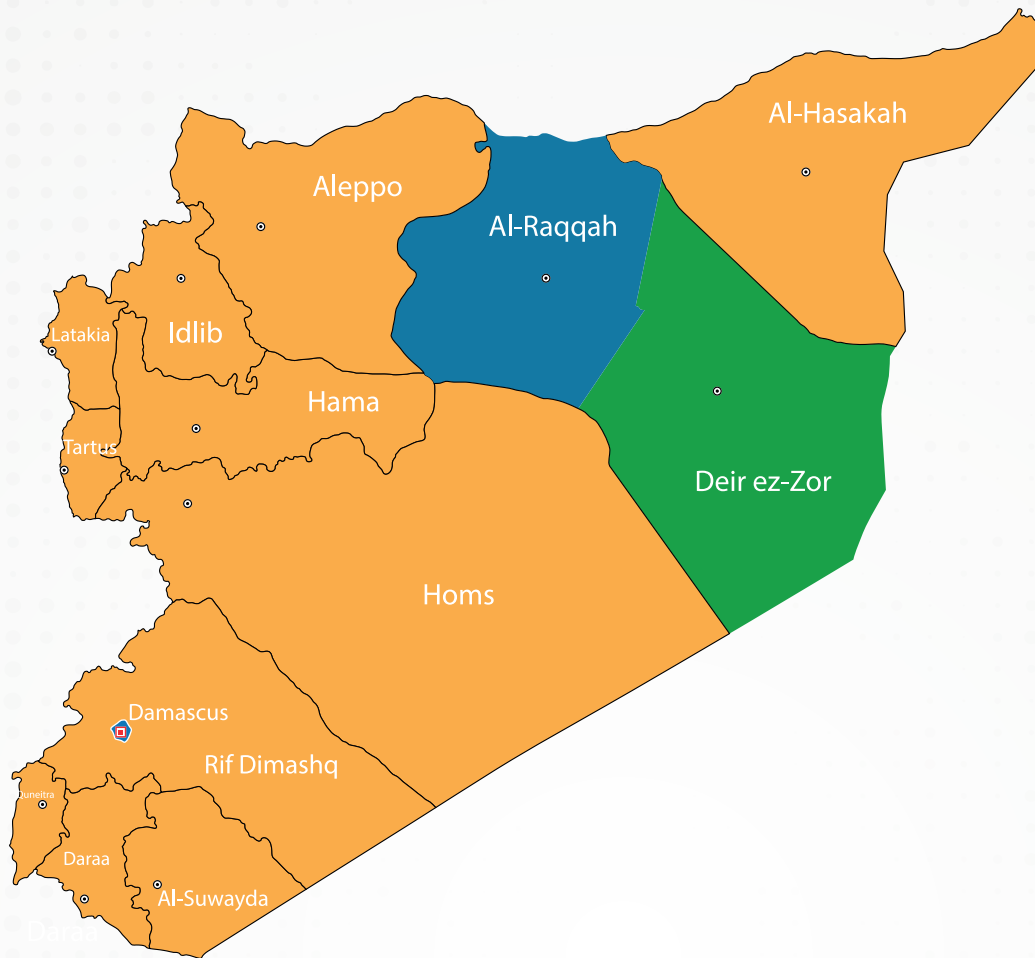 Al-Hasakah
Aleppo
Al-Raqqah
Latakia
Idlib
Hama
Tartus
Deir ez-Zor
Homs
Damascus
Rif Dimashq
Quneitra
Daraa
Al-Suwayda
Daraa